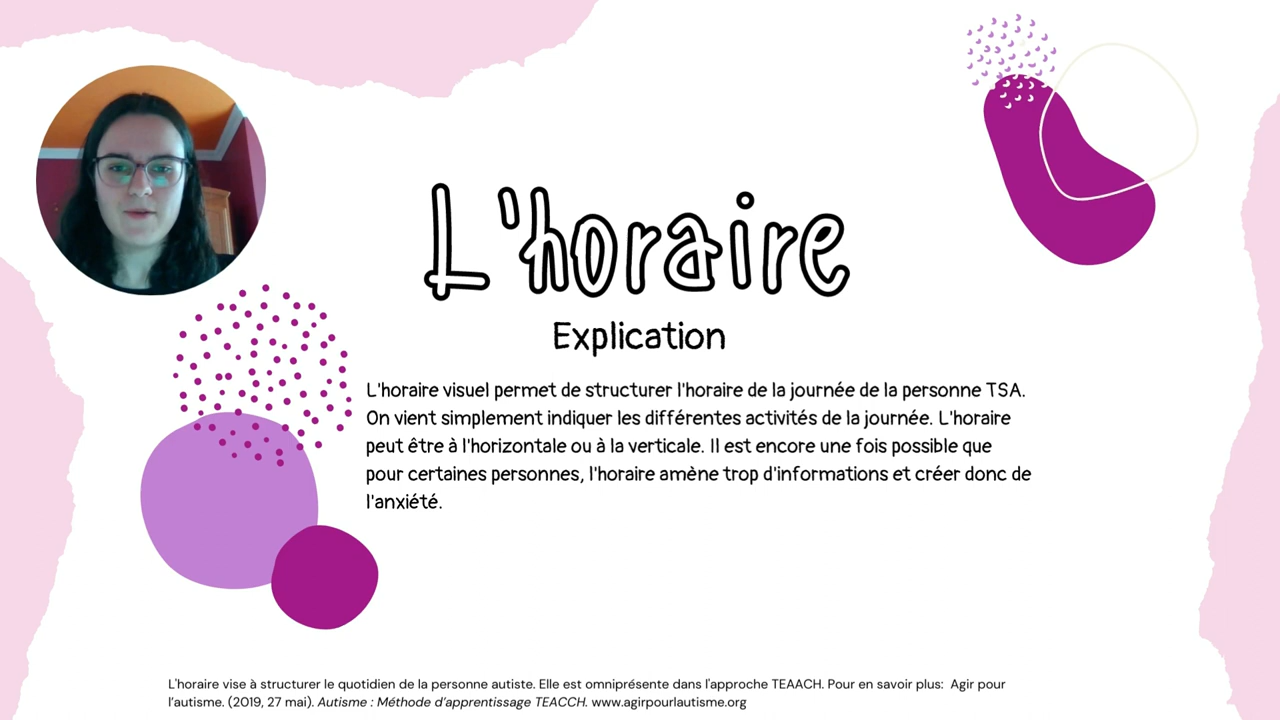 L'horaire
Explication
L'horaire visuel permet de structurer l'horaire de la journée de la personne TSA.
On vient simplement indiquer les différentes activités de la journée. L'horaire
peut être à l'horizontale ou à la verticale. Il est encore une fois possible que
pour certaines personnes, l'horaire amène trop d'informations et créer donc de
l'anxiété.
L'horaire vise à structurer le quotidien de la personne autiste. Elle est omniprésente dans l'approche TEAACH. Pour en savoir plus: Agir pour
l'autisme. (2019, 27 mai). Autisme : Méthode d'apprentissage TEACCH. www.agirpourlautisme.org